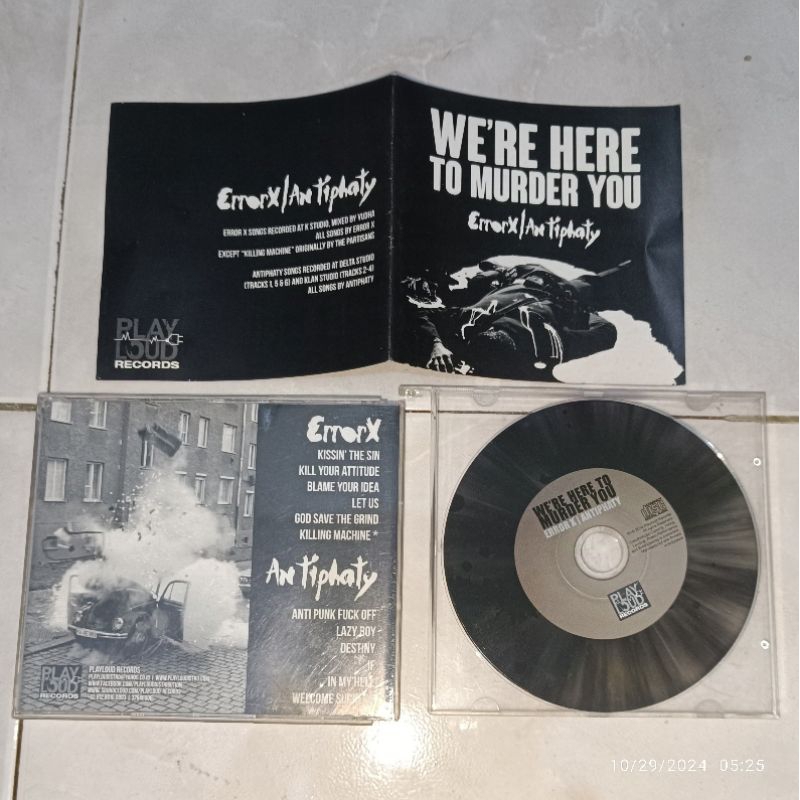 WE'RE HERE
TO MURDER YOU
ErrorX/Antiphaty
ErrorX/Antiphaty
ERROR X SONGS RECORDED AT K STUDIO, MIXED BY YUDHA
ALL SONGS BY ERROR X
EXCEPT "KILLING MACHINE" ORIGINALLY BY THE PARTISANS
ANTIPHATY SONGS RECORDED AT DELTA STUDIO
(TRACKS 1, 5 & 6) AND KLAN STUDIO (TRACKS 2-4)
ALL SONGS BY ANTIPHATY
PLAY
LOUD
RECORDS
ErrorX
KISSIN' THE SIN
KILL YOUR ATTITUDE
BLAME YOUR IDEA
LET US
GOD SAVE THE GRIND
KILLING MACHINE *
Antiphaty
ANTI PUNK FUCK OFF
LAZY BOY
DESTINY
IF
IN MY HELL
WELCOME
PLAY
LOUD
RECORDS
PLAYLOUD RECORDS
WE'RE HERE TO
MURDER YOU
ERROR X / ANTIPHATY
PLAY
LOUD
RECORDS
10/29/2024 05:25